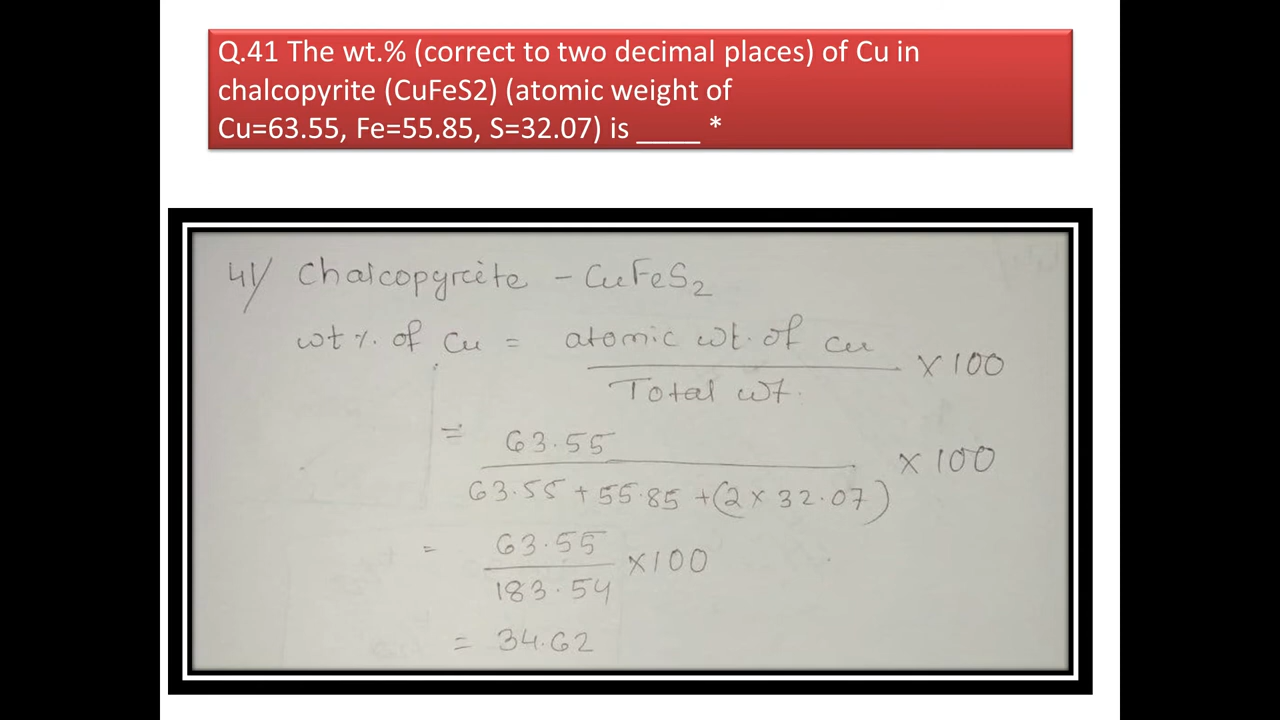 Q.41 The wt.% (correct to two decimal places) of Cu in
chalcopyrite (CuFeS2) (atomic weight of
Cu=63.55, Fe=55.85, S=32.07) is ____ *
41/ Chalcopyrite - CuFeS2
wt %. of Cu = atomic wt. of cu
Total wt. × 100
= 63.55
63.55 + 55.85 + (2 × 32.07) × 100
= 63.55
183.54 × 100
= 34.62